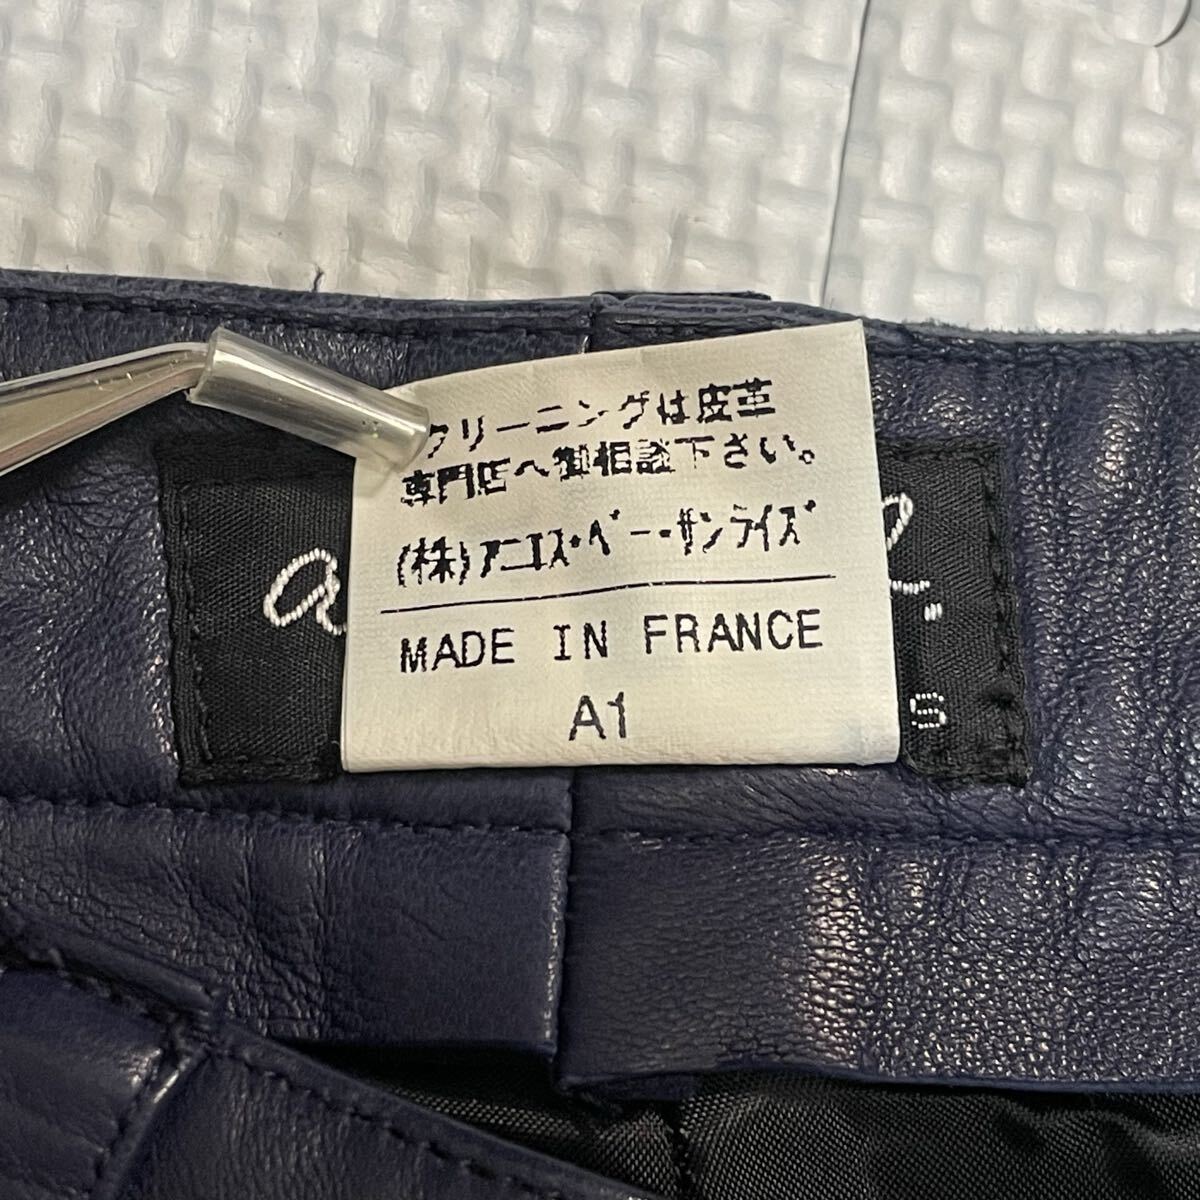 クリーニングは皮革
専門店へ御相談下さい。
(株)アニエス・ベー・サンライズ
MADE IN FRANCE
A1
a
b.
S